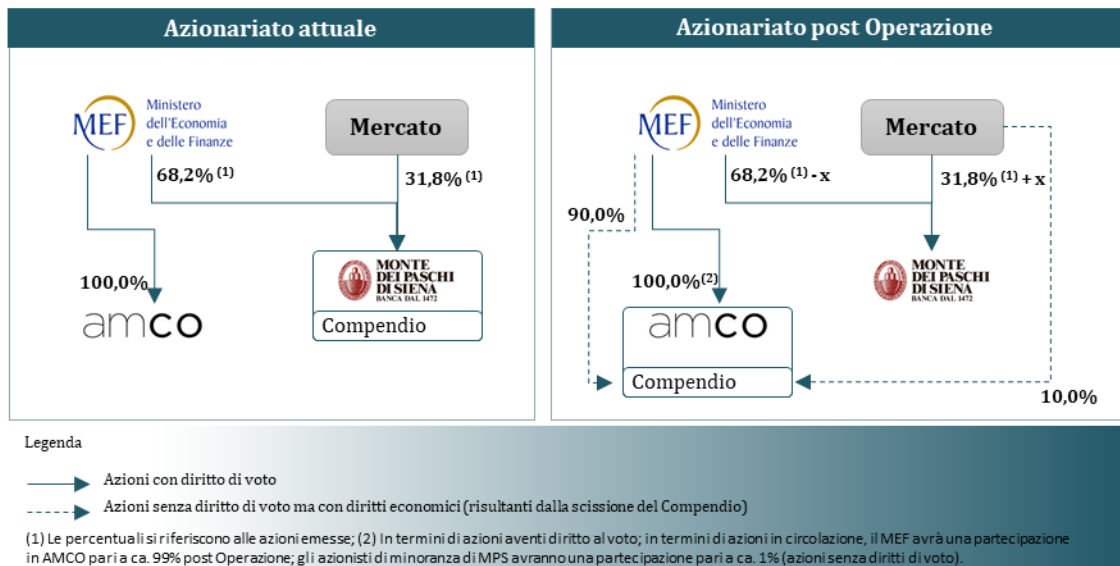 Azionariato attuale
MEF
Ministero
dell'Economia
e delle Finanze
Mercato
68,2% (1)
31,8% (1)
100,0%
amco
MONTE
DEI PASCHI
DI SIENA
BANCA DAL 1472
Compendio
Azionariato post Operazione
MEF
Ministero
dell'Economia
e delle Finanze
Mercato
68,2% (1) - x
31,8% (1) + x
90,0%
100,0%(2)
MONTE
DEI PASCHI
DI SIENA
BANCA DAL 1472
amco
Compendio
10,0%
Legenda
Azioni con diritto di voto
Azioni senza diritto di voto ma con diritti economici (risultanti dalla scissione del Compendio)
(1) Le percentuali si riferiscono alle azioni emesse; (2) In termini di azioni aventi diritto al voto; in termini di azioni in circolazione, il MEF avrà una partecipazione
in AMCO pari a ca. 99% post Operazione; gli azionisti di minoranza di MPS avranno una partecipazione pari a ca. 1% (azioni senza diritti di voto).